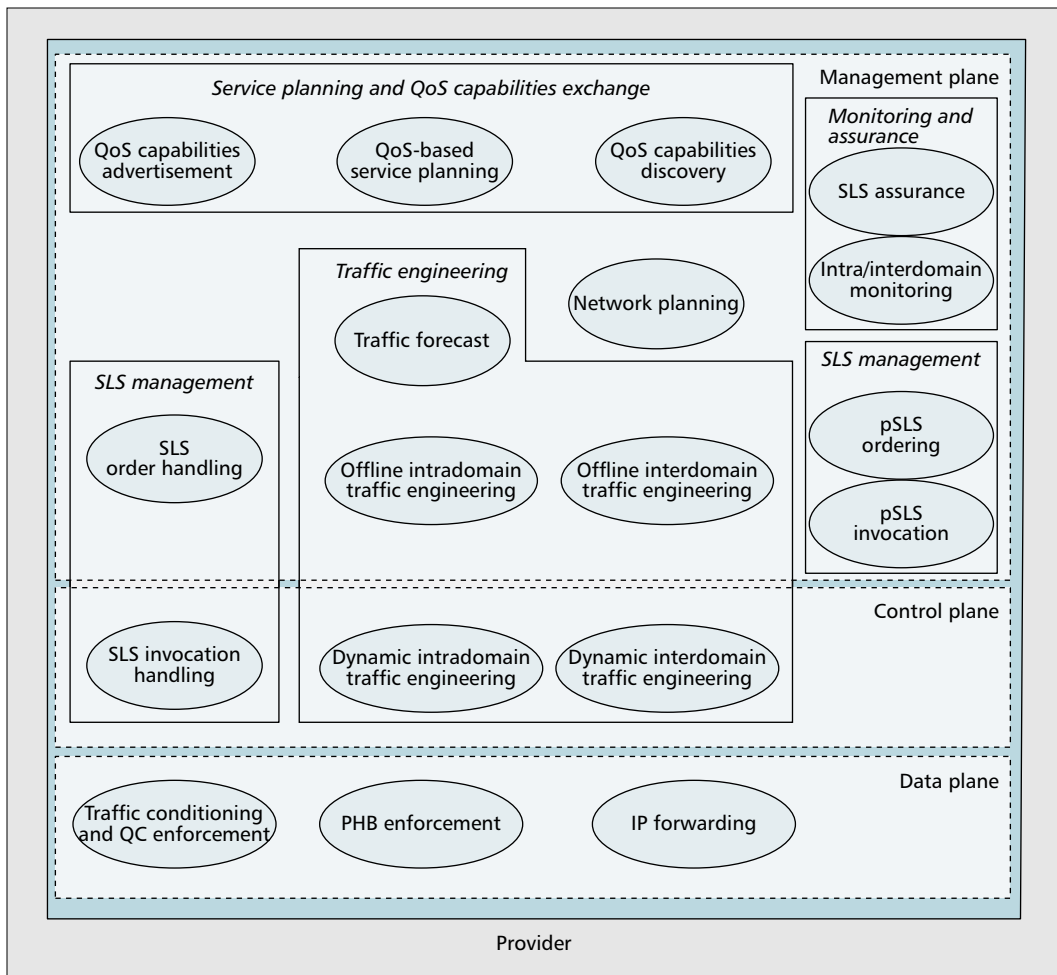 Management plane
Service planning and QoS capabilities exchange
QoS capabilities
advertisement
QoS-based
service planning
QoS capabilities
discovery
Monitoring and
assurance
SLS assurance
Intra/interdomain
monitoring
Traffic engineering
Traffic forecast
Network planning
SLS management
SLS
order handling
Offline intradomain
traffic engineering
Offline interdomain
traffic engineering
SLS management
pSLS
ordering
pSLS
invocation
Control plane
SLS invocation
handling
Dynamic intradomain
traffic engineering
Dynamic interdomain
traffic engineering
Data plane
Traffic conditioning
and QC enforcement
PHB enforcement
IP forwarding
Provider